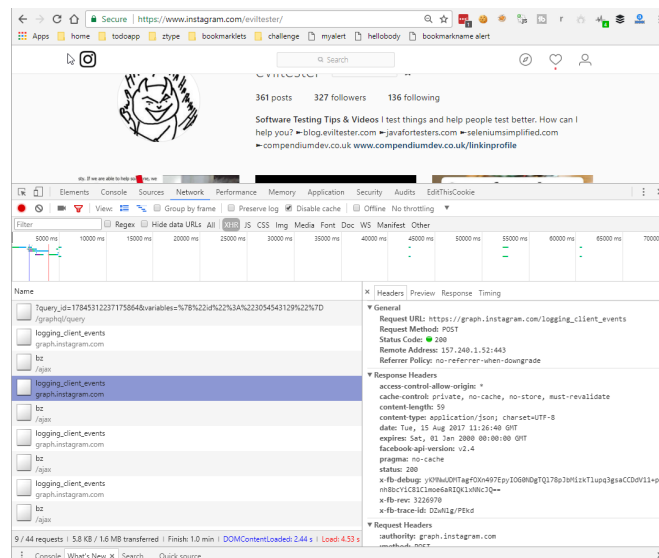 Secure | https://www.instagram.com/eviltester/
Apps home todoapp ztype bookmarklets challenge myalert hellobody bookmarkname alert
Search
eviltester
361 posts 327 followers 136 following
Software Testing Tips & Videos I test things and help people test better. How can I
help you? ►blog.eviltester.com ►javafortesters.com ►seleniumsimplified.com
►compendiumdev.co.uk www.compendiumdev.co.uk/linkinprofile
Elements Console Sources Network Performance Memory Application Security Audits EditThisCookie
View: Group by frame Preserve log Disable cache Offline No throttling
Filter Regex Hide data URLs All XHR JS CSS Img Media Font Doc WS Manifest Other
5000 ms 10000 ms 15000 ms 20000 ms 25000 ms 30000 ms 35000 ms 40000 ms 45000 ms 50000 ms 55000 ms 60000 ms 65000 ms 7000
Name
× Headers Preview Response Timing
?query_id=17845312237175864&variables=%7B%22id%22%3A%223054543129%22%7D
/graphql/query
logging_client_events
graph.instagram.com
bz
/ajax
logging_client_events
graph.instagram.com
bz
/ajax
logging_client_events
graph.instagram.com
bz
/ajax
logging_client_events
graph.instagram.com
bz
/ajax
9 / 44 requests | 5.8 KB / 1.6 MB transferred | Finish: 1.0 min | DOMContentLoaded: 2.44 s | Load: 4.53 s
General
Request URL: https://graph.instagram.com/logging_client_events
Request Method: POST
Status Code: 200
Remote Address: 157.240.1.52:443
Referrer Policy: no-referrer-when-downgrade
Response Headers
access-control-allow-origin: *
cache-control: private, no-cache, no-store, must-revalidate
content-length: 59
content-type: application/json; charset=UTF-8
date: Tue, 15 Aug 2017 11:26:40 GMT
expires: Sat, 01 Jan 2000 00:00:00 GMT
facebook-api-version: v2.4
pragma: no-cache
status: 200
x-fb-debug:
x-fb-rev: 3226970
x-fb-trace-id: DZwNlg/PEkd
Request Headers
:authority: graph.instagram.com
:method: POST
Console What's New × Search Quick source